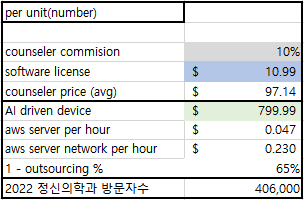 per unit(number)
counseler commision 10%
software license $ 10.99
counseler price (avg) $ 97.14
AI driven device $ 799.99
aws server per hour $ 0.047
aws server network per hour $ 0.230
1 - outsourcing % 65%
2022 정신의학과 방문자수 406,000